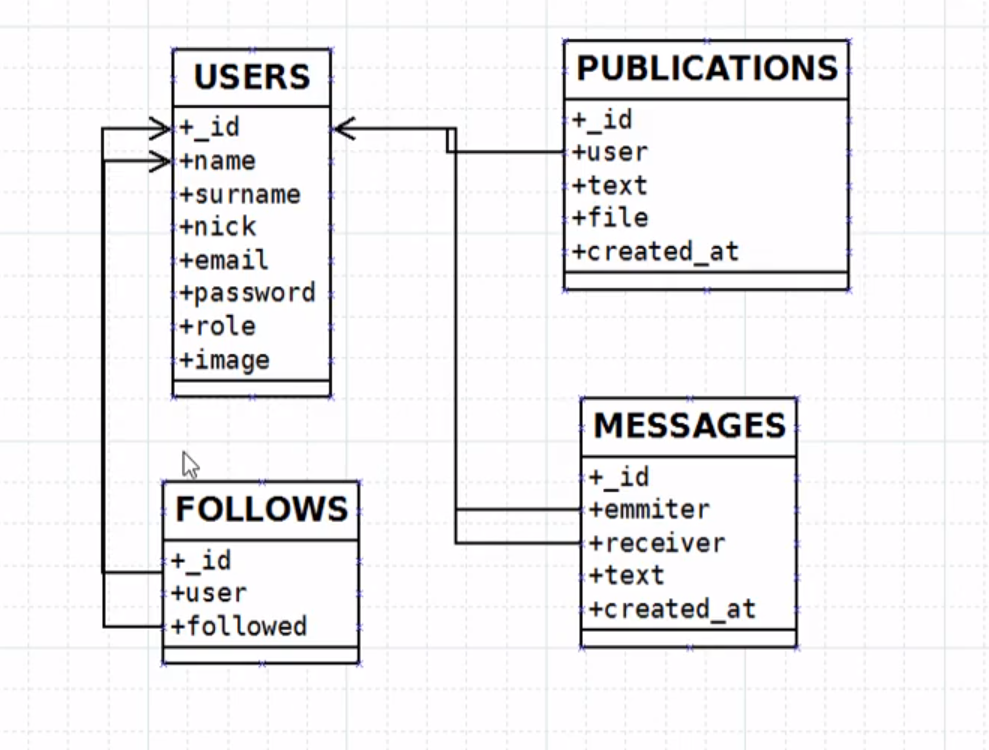 USERS
+_id
+name
+surname
+nick
+email
+password
+role
+image
PUBLICATIONS
+_id
+user
+text
+file
+created_at
FOLLOWS
+_id
+user
+followed
MESSAGES
+_id
+emmiter
+receiver
+text
+created_at